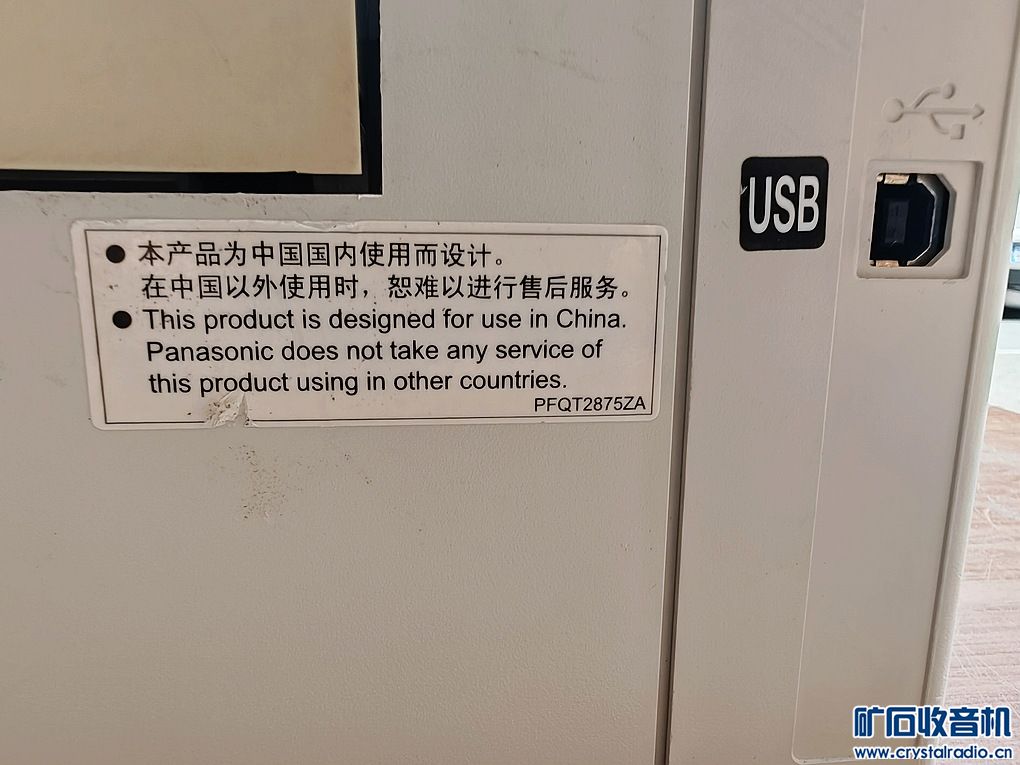 ● 本产品为中国国内使用而设计。
在中国以外使用时，恕难以进行售后服务。
● This product is designed for use in China.
Panasonic does not take any service of
this product using in other countries.
PFQT2875ZA
USB
矿石收音机
www.crystalradio.cn